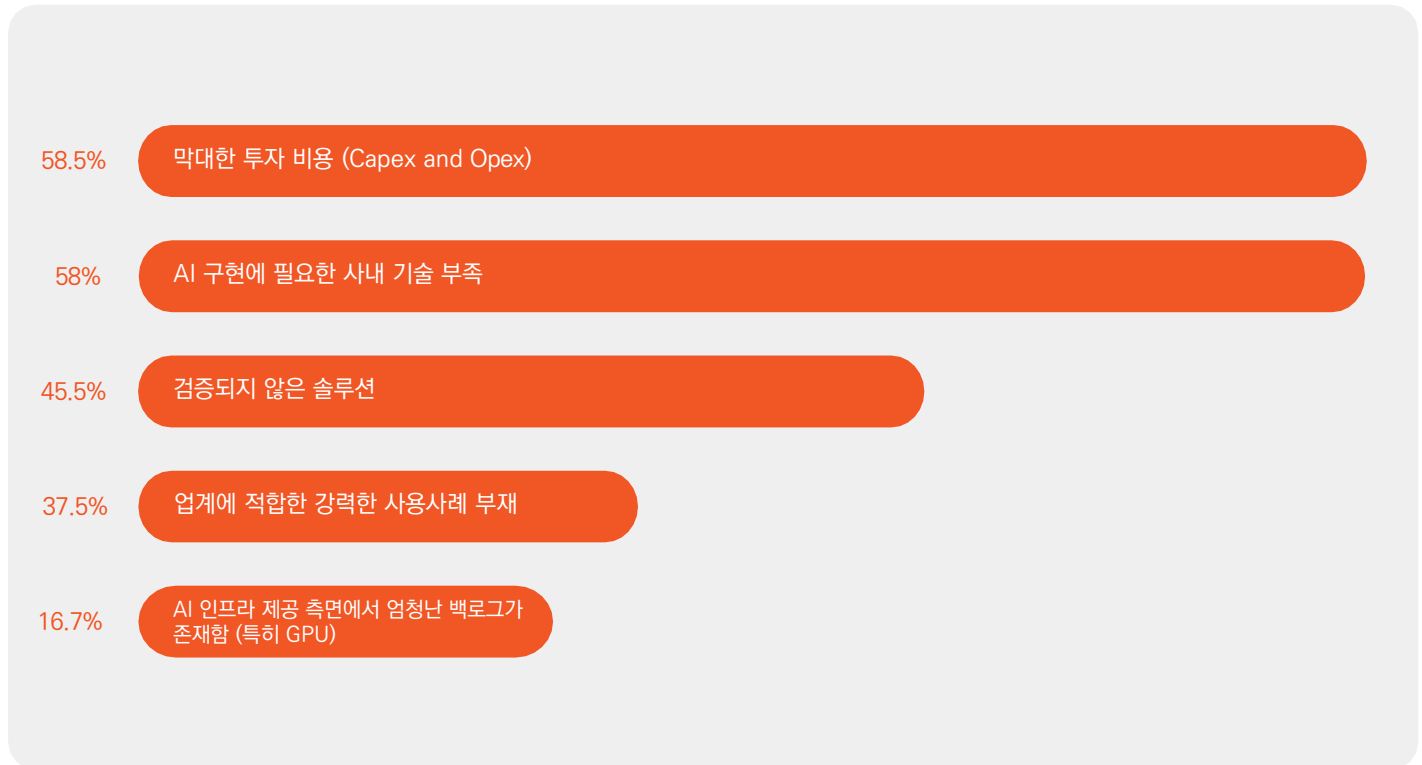 58.5%
막대한 투자 비용 (Capex and Opex)
58%
AI 구현에 필요한 사내 기술 부족
45.5%
검증되지 않은 솔루션
37.5%
업계에 적합한 강력한 사용사례 부재
16.7%
AI 인프라 제공 측면에서 엄청난 백로그가
존재함 (특히 GPU)